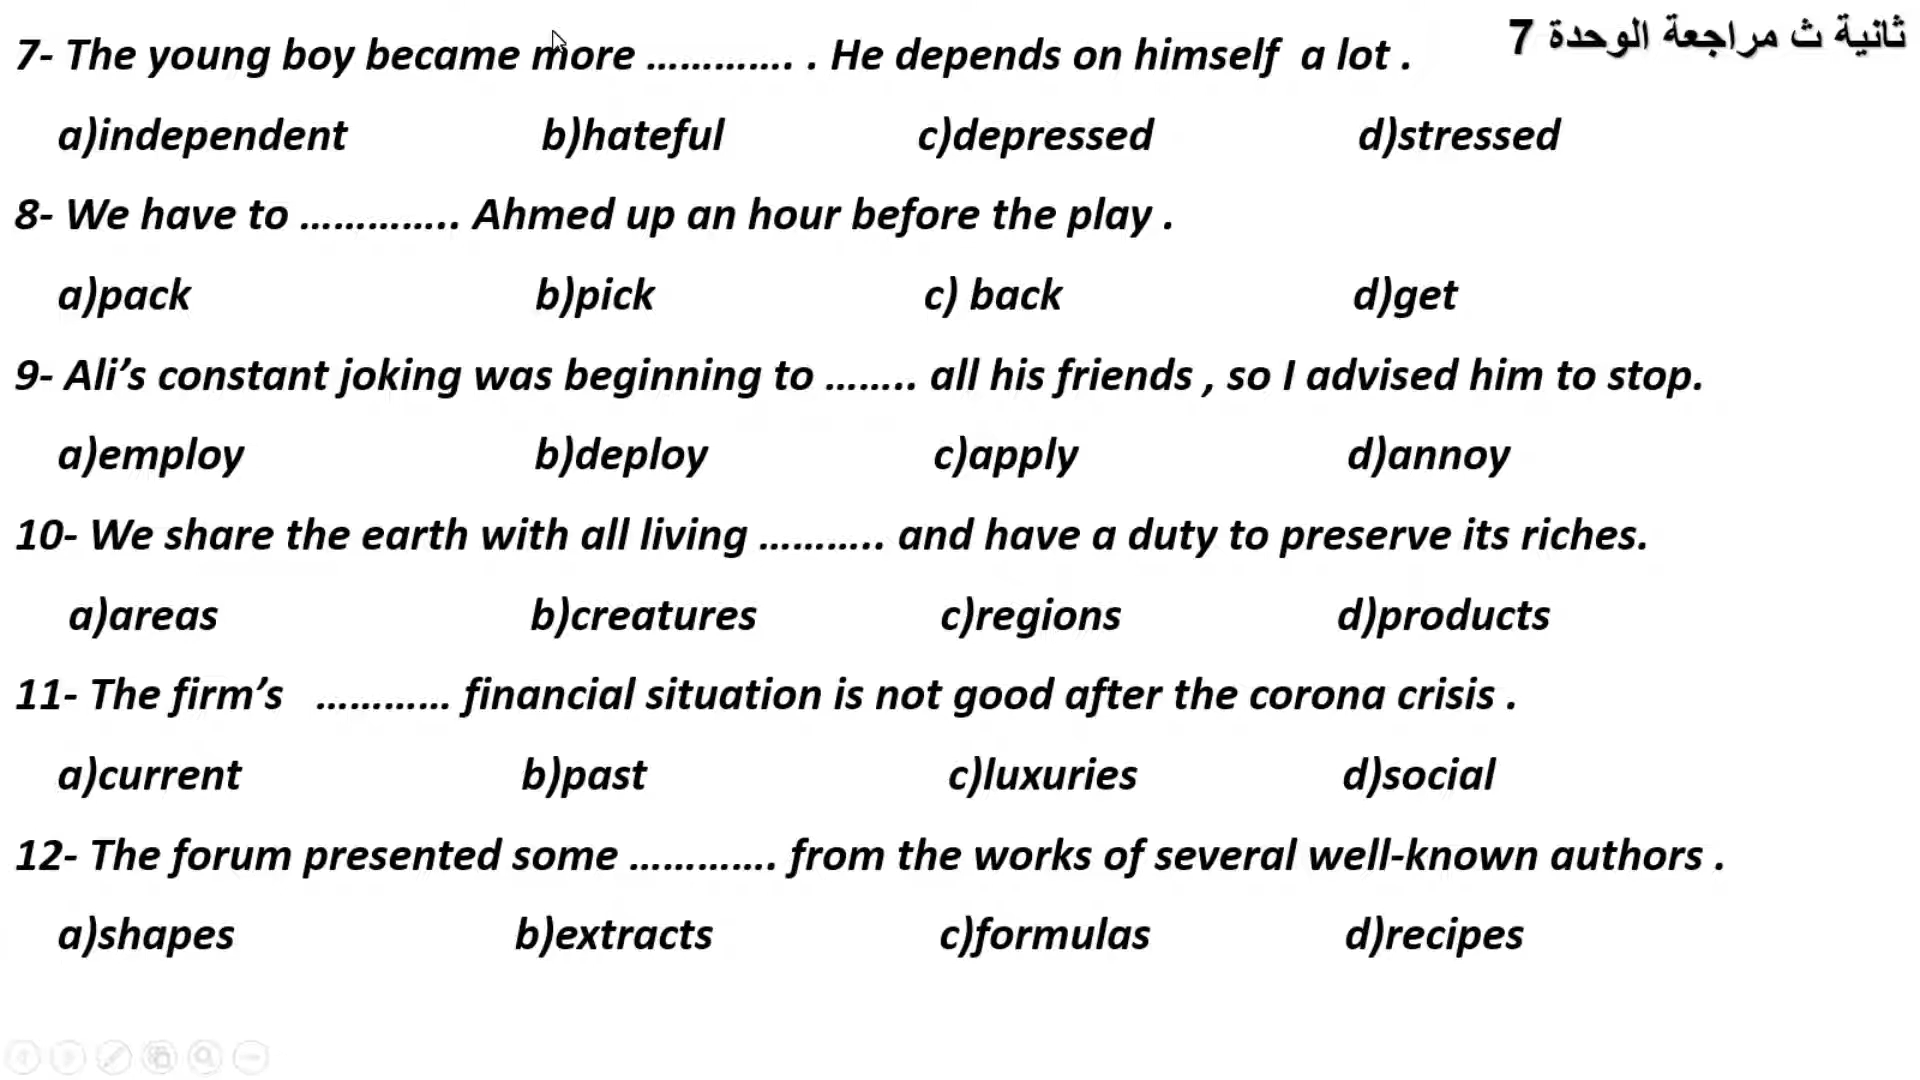 ثانية ث مراجعة الوحدة 7
7- The young boy became more …………. . He depends on himself a lot .
a)independent b)hateful c)depressed d)stressed
8- We have to ………….. Ahmed up an hour before the play .
a)pack b)pick c) back d)get
9- Ali’s constant joking was beginning to …….. all his friends , so I advised him to stop.
a)employ b)deploy c)apply d)annoy
10- We share the earth with all living ……….. and have a duty to preserve its riches.
a)areas b)creatures c)regions d)products
11- The firm’s ………… financial situation is not good after the corona crisis .
a)current b)past c)luxuries d)social
12- The forum presented some …………. from the works of several well-known authors .
a)shapes b)extracts c)formulas d)recipes